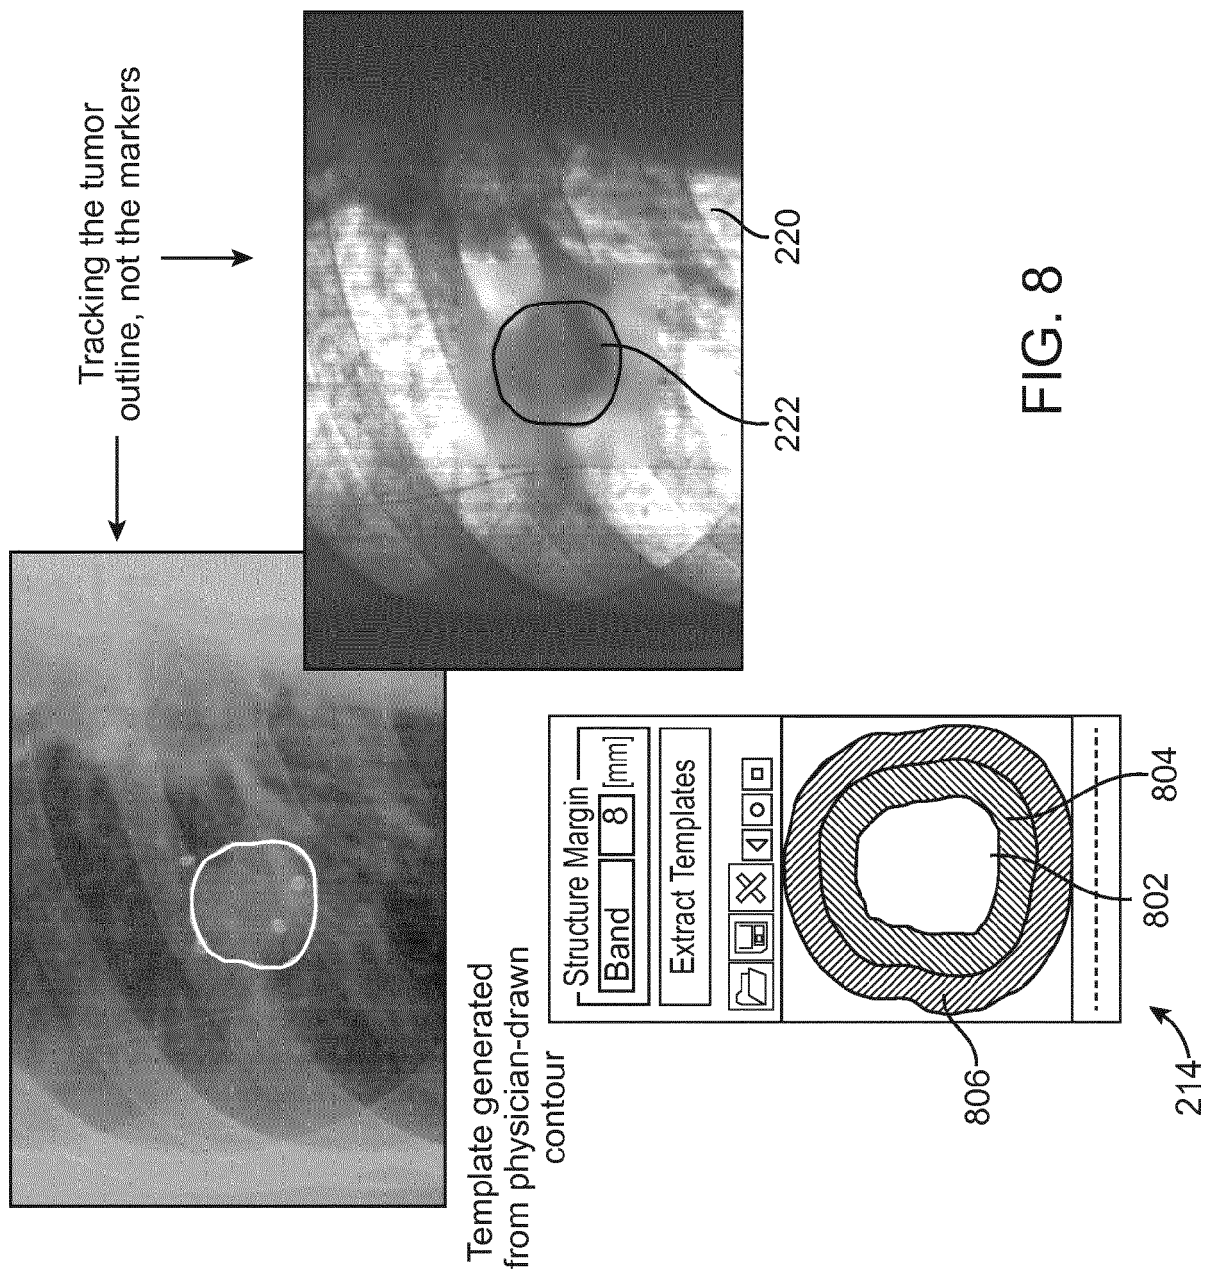 Tracking the tumor
outline, not the markers
220
222
FIG. 8
Template generated
from physician-drawn
contour
Structure Margin
Band 8 [mm]
Extract Templates
806
802
804
214